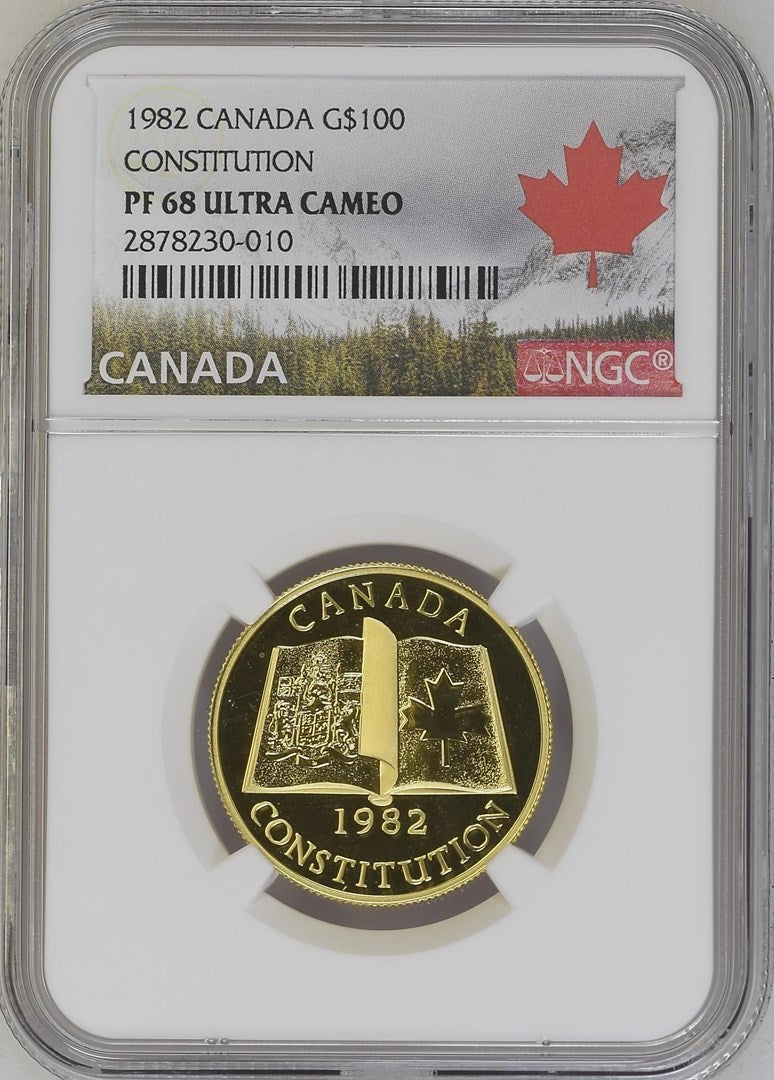 1982 CANADA G$100
CONSTITUTION
PF 68 ULTRA CAMEO
2878230-010
CANADA
NGC®
CANADA
1982
CONSTITUTION